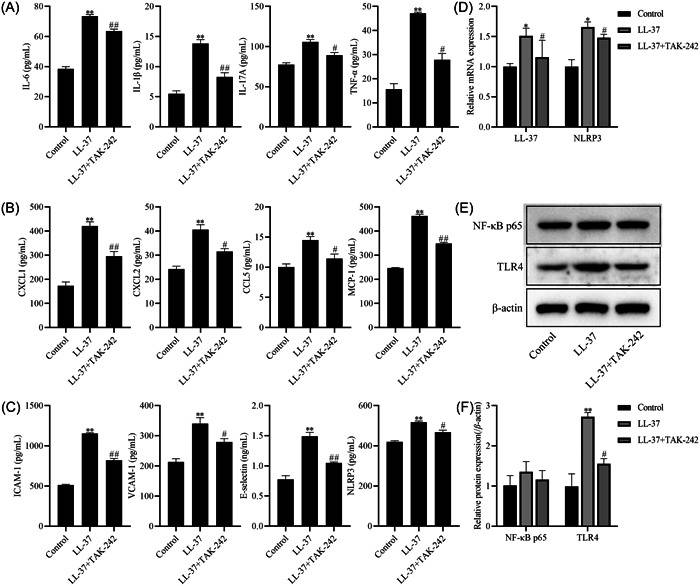 (A)
IL-6 (pg/mL)
80
60
40
20
0
**
##
Control
LL-37
LL-37+TAK-242
IL-1β (pg/mL)
20
15
10
5
0
**
##
Control
LL-37
LL-37+TAK-242
IL-17A (pg/mL)
150
100
50
0
**
#
Control
LL-37
LL-37+TAK-242
TNF-α (pg/mL)
50
40
30
20
10
0
**
#
Control
LL-37
LL-37+TAK-242
(D)
Relative mRNA expression
2.0
1.5
1.0
0.5
0.0
*
#
*
#
LL-37
NLRP3
Control
LL-37
LL-37+TAK-242
(B)
CXCL1 (pg/mL)
500
400
300
200
100
0
**
##
Control
LL-37
LL-37+TAK-242
CXCL2 (pg/mL)
60
40
20
0
**
#
Control
LL-37
LL-37+TAK-242
CCL5 (pg/mL)
20
15
10
5
0
**
#
Control
LL-37
LL-37+TAK-242
MCP-1 (pg/mL)
500
400
300
200
100
0
**
##
Control
LL-37
LL-37+TAK-242
(E)
NF-κB p65
TLR4
β-actin
Control
LL-37
LL-37+TAK-242
(C)
ICAM-1 (pg/mL)
1500
1000
500
0
**
##
Control
LL-37
LL-37+TAK-242
VCAM-1 (pg/mL)
400
300
200
100
0
**
#
Control
LL-37
LL-37+TAK-242
E-selectin (ng/mL)
2.0
1.5
1.0
0.5
0.0
**
##
Control
LL-37
LL-37+TAK-242
NLRP3 (pg/mL)
600
400
200
0
**
#
Control
LL-37
LL-37+TAK-242
(F)
Relative protein expression(/β-actin)
3
2
1
0
**
#
NF-κB p65
TLR4
Control
LL-37
LL-37+TAK-242